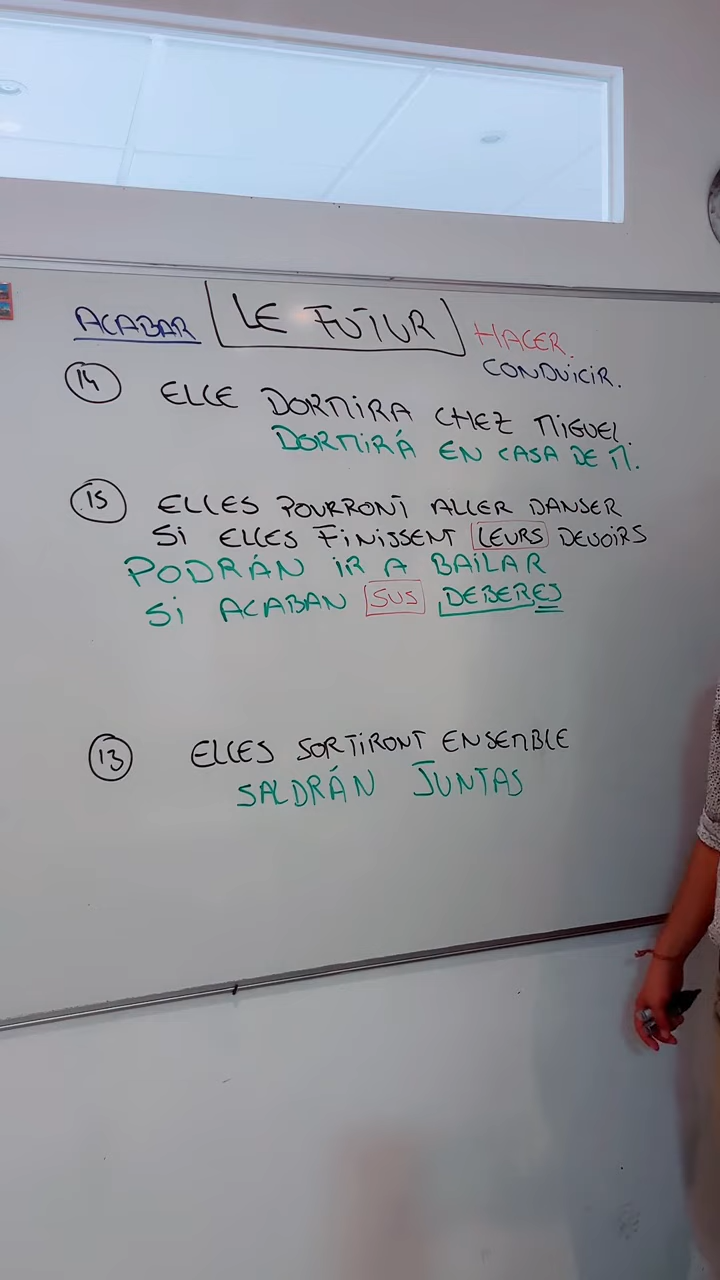 ACABAR
LE FUTUR
HACER.
CONDUICIR.
14 ELLE DORMIRA CHEZ MIGUEL.
DORMIRÁ EN CASA DE M.
15 ELLES POURRONT ALLER DANSER
SI ELLES FINISSENT LEURS DEVOIRS
PODRÁN IR A BAILAR
SI ACABAN SUS DEBERES
13 ELLES SORTIRONT ENSEMBLE
SALDRÁN JUNTAS